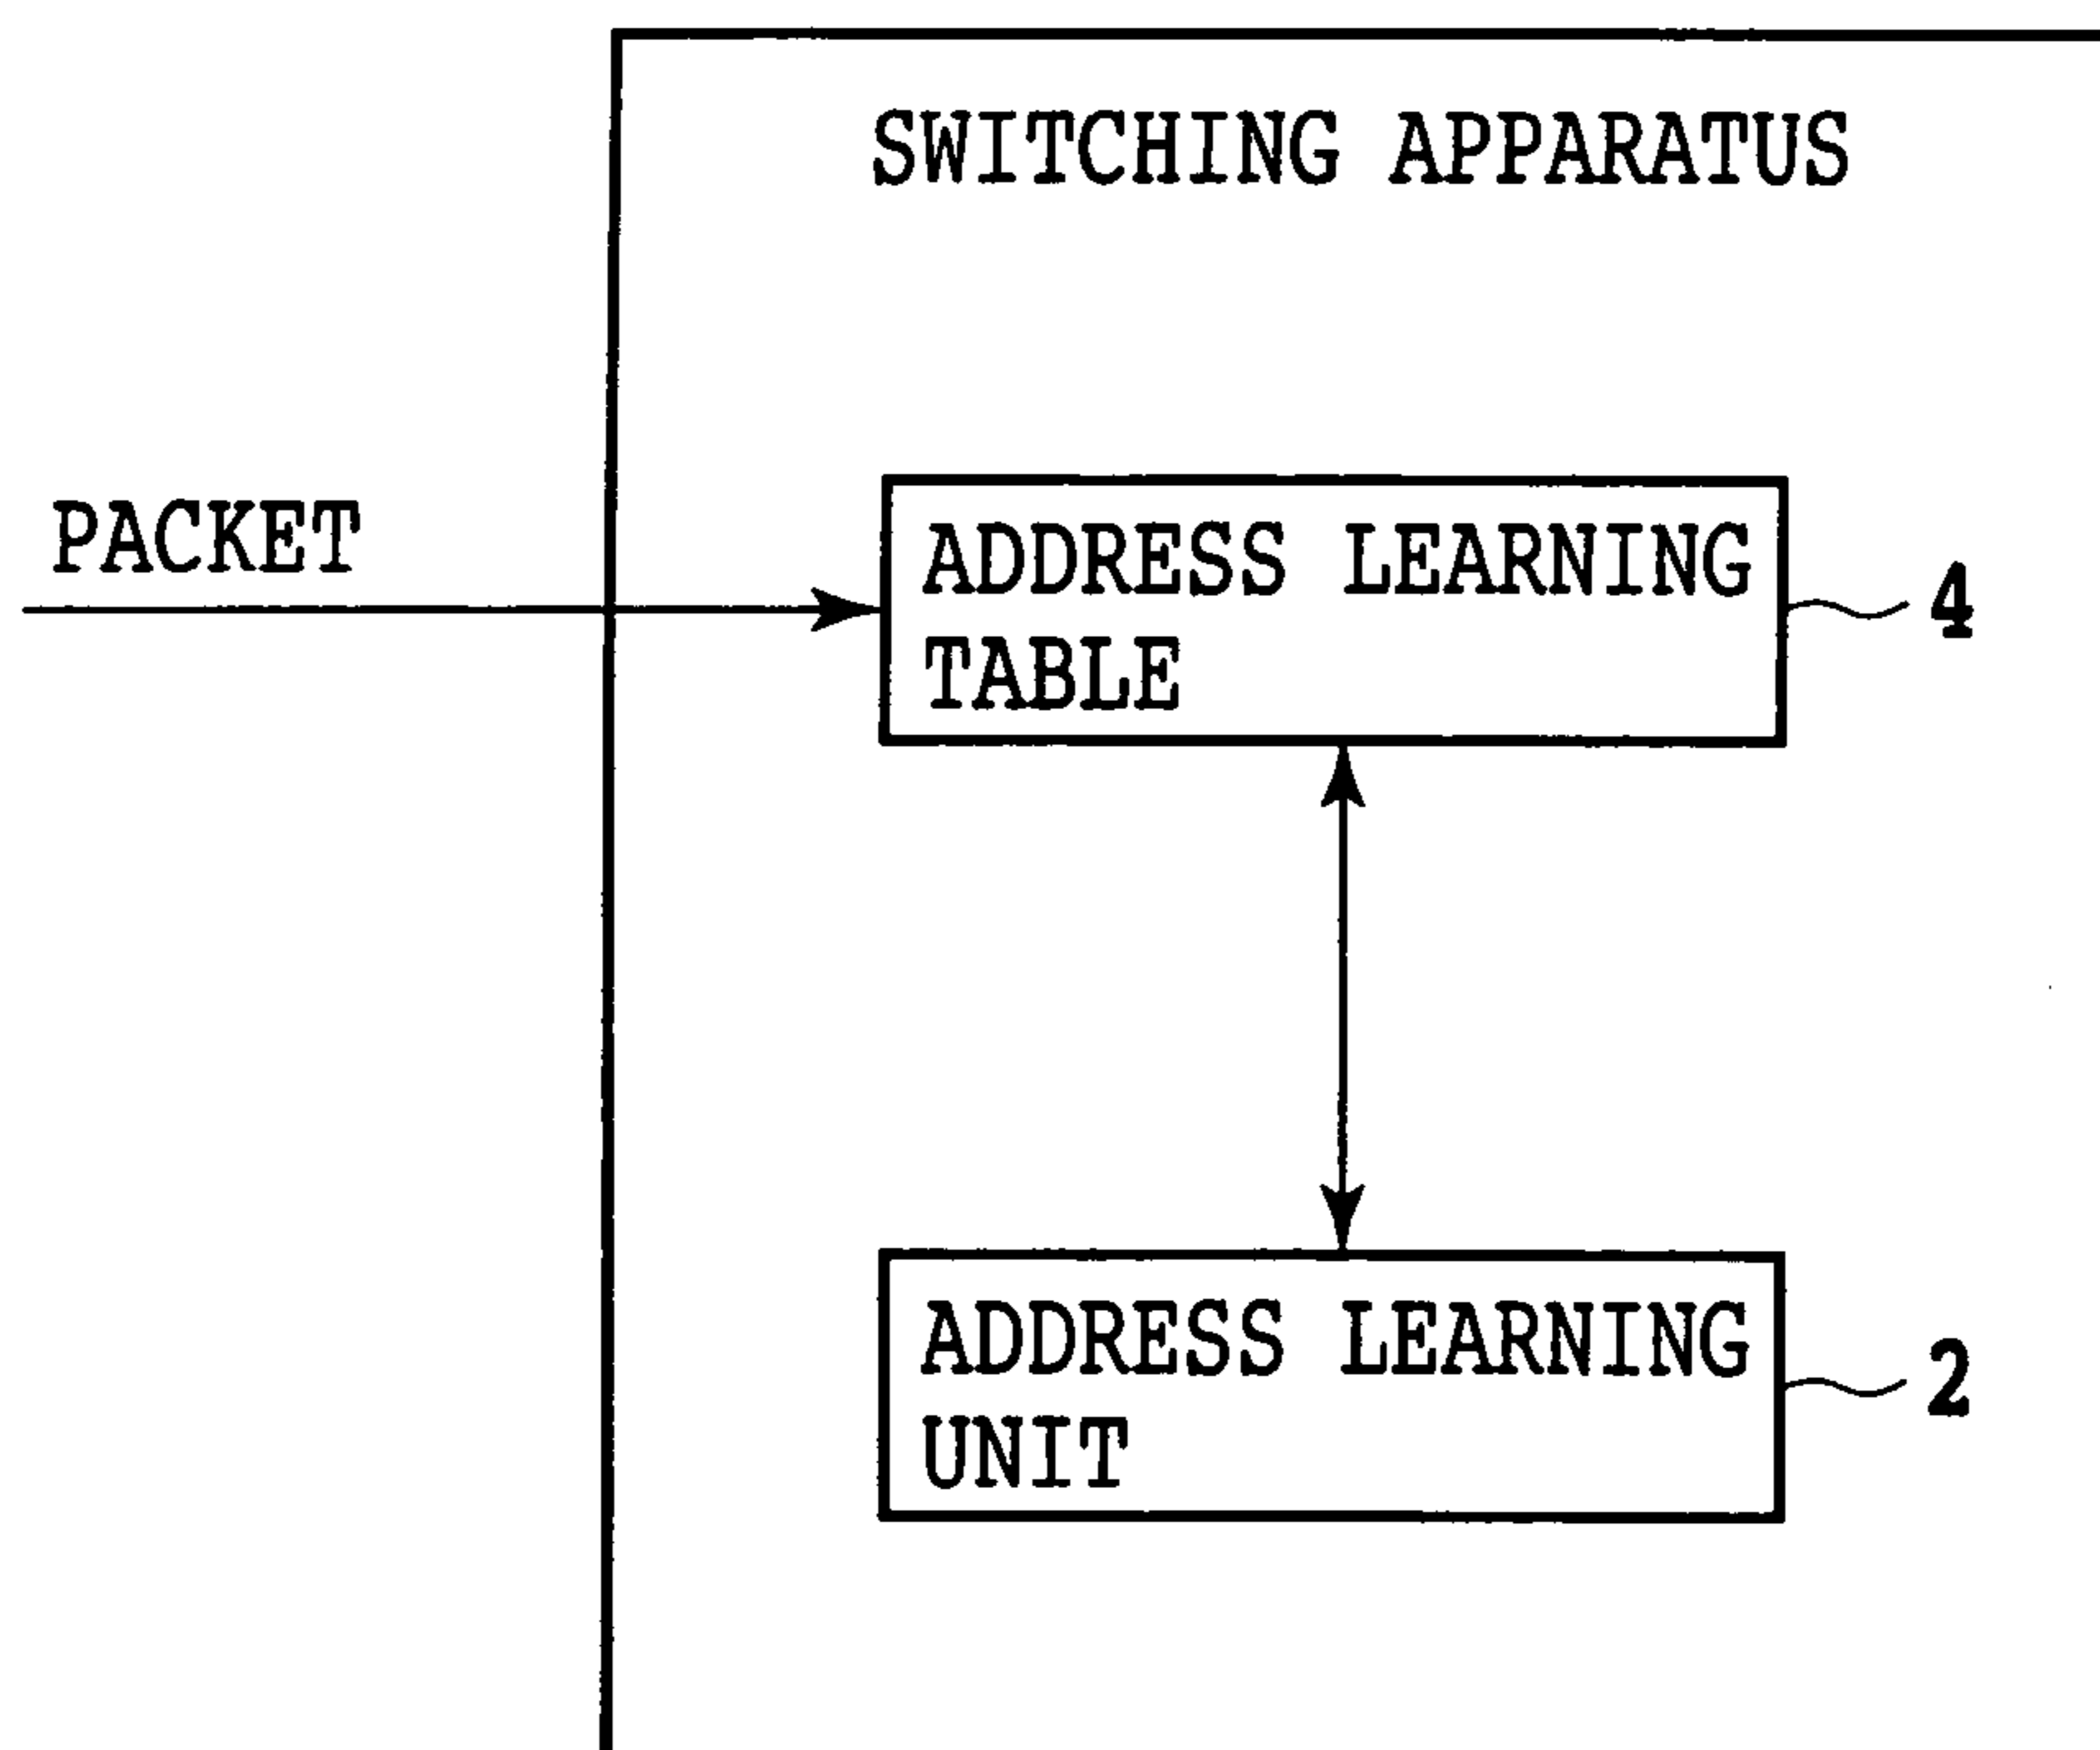 SWITCHING APPARATUS
PACKET
ADDRESS LEARNING
TABLE
4
ADDRESS LEARNING
UNIT
2